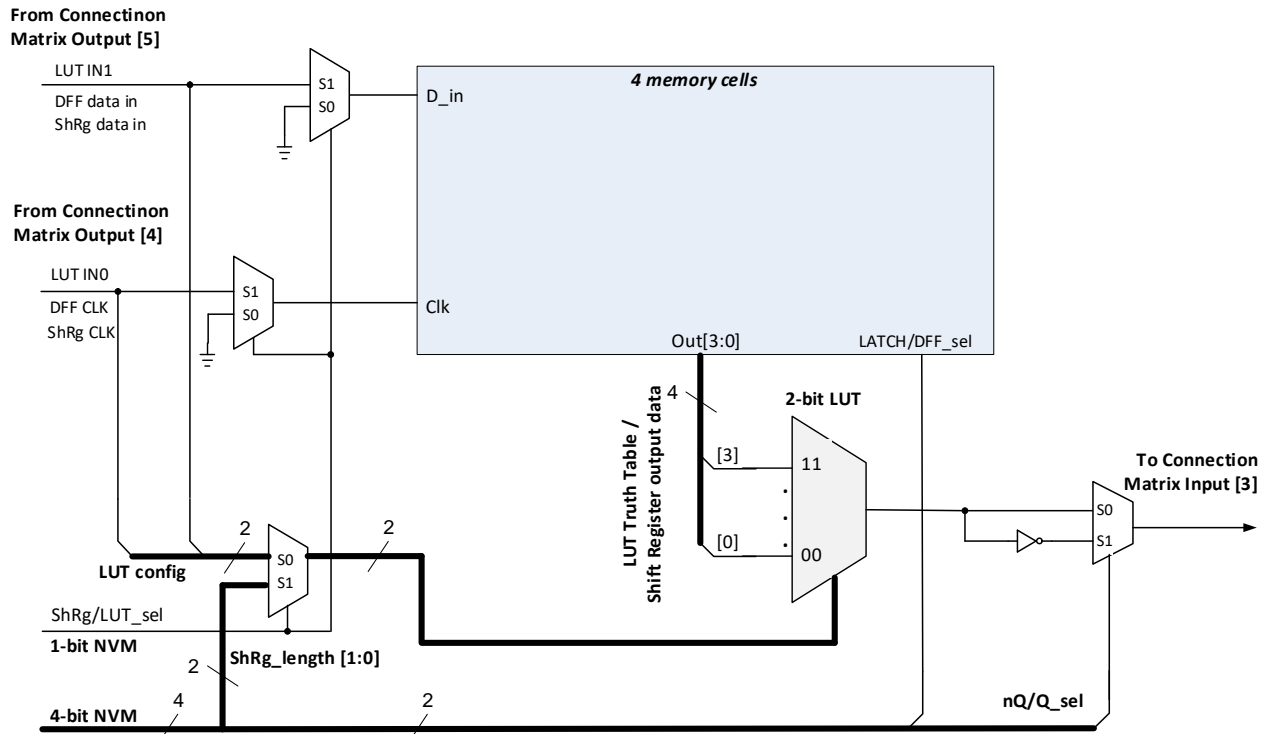 From Connectinon
Matrix Output [5]
LUT IN1
DFF data in
ShRg data in
S1
S0
4 memory cells
D_in
From Connectinon
Matrix Output [4]
LUT IN0
DFF CLK
ShRg CLK
S1
S0
Clk
Out[3:0]
LATCH/DFF_sel
4
2-bit LUT
LUT Truth Table /
Shift Register output data
[3]
11
[0]
00
To Connection
Matrix Input [3]
S0
S1
2
2
LUT config
S0
S1
ShRg/LUT_sel
1-bit NVM
ShRg_length [1:0]
2
4-bit NVM
4
2
nQ/Q_sel